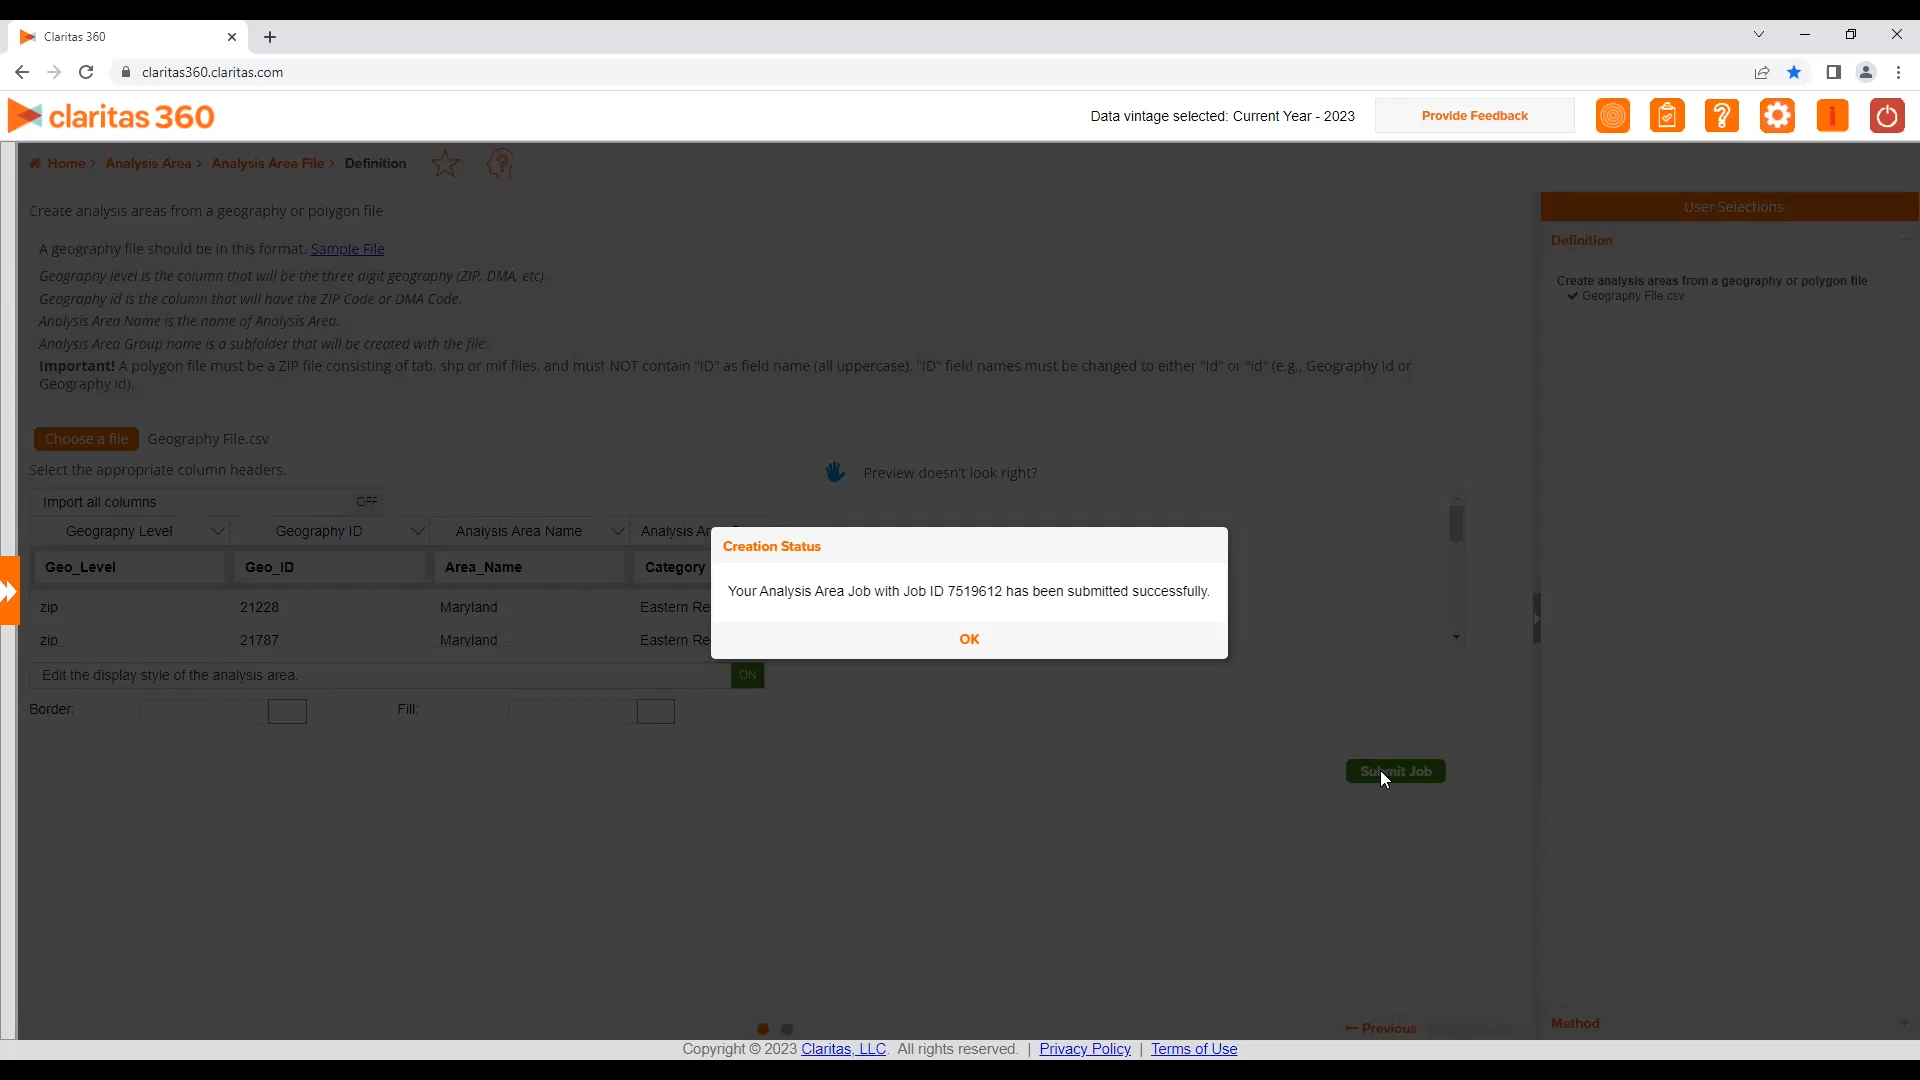 Claritas 360
claritas360.claritas.com
claritas 360
Data vintage selected: Current Year - 2023
Provide Feedback
Home > Analysis Area > Analysis Area File > Definition
Create analysis areas from a geography or polygon file
A geography file should be in this format. Sample File
Geography level is the column that will be the three digit geography (ZIP, DMA, etc).
Geography id is the column that will have the ZIP Code or DMA Code.
Analysis Area Name is the name of Analysis Area.
Analysis Area Group name is a subfolder that will be created with the file.
Important! A polygon file must be a ZIP file consisting of tab, shp or mif files, and must NOT contain "ID" as field name (all uppercase). "ID" field names must be changed to either "Id" or "id" (e.g., Geography Id or
Geography id).
Choose a file Geography File.csv
Select the appropriate column headers.
Preview doesn't look right?
Import all columns OFF
Geography Level Geography ID Analysis Area Name Analysis Ar
Geo_Level Geo_ID Area_Name Category
zip 21228 Maryland Eastern Re
zip 21787 Maryland Eastern Re
Edit the display style of the analysis area. ON
Border: Fill:
Creation Status
Your Analysis Area Job with Job ID 7519612 has been submitted successfully.
OK
Submit Job
Previous
User Selections
Definition
Create analysis areas from a geography or polygon file
Geography File.csv
Method
Copyright © 2023 Claritas, LLC. All rights reserved. | Privacy Policy | Terms of Use